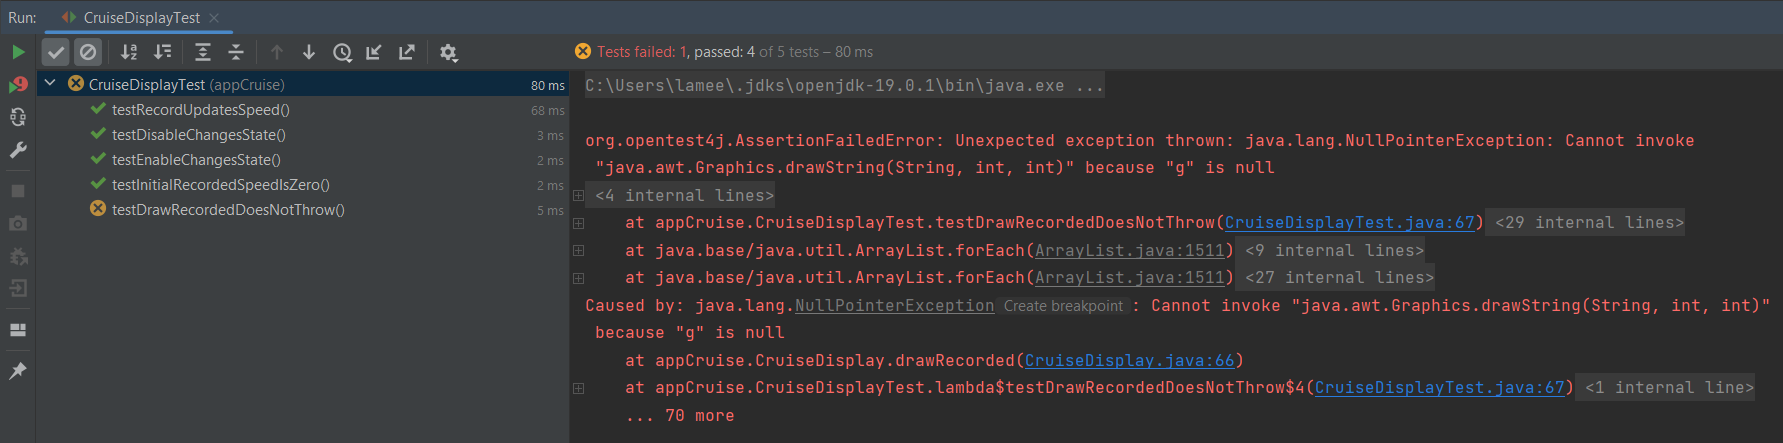 Run: CruiseDisplayTest
Tests failed: 1, passed: 4 of 5 tests – 80 ms
CruiseDisplayTest (appCruise) 80 ms
testRecordUpdatesSpeed() 68 ms
testDisableChangesState() 3 ms
testEnableChangesState() 2 ms
testInitialRecordedSpeedIsZero() 2 ms
testDrawRecordedDoesNotThrow() 5 ms
C:\Users\lamee\.jdks\openjdk-19.0.1\bin\java.exe ...
org.opentest4j.AssertionFailedError: Unexpected exception thrown: java.lang.NullPointerException: Cannot invoke
"java.awt.Graphics.drawString(String, int, int)" because "g" is null
<4 internal lines>
at appCruise.CruiseDisplayTest.testDrawRecordedDoesNotThrow(CruiseDisplayTest.java:67) <29 internal lines>
at java.base/java.util.ArrayList.forEach(ArrayList.java:1511) <9 internal lines>
at java.base/java.util.ArrayList.forEach(ArrayList.java:1511) <27 internal lines>
Caused by: java.lang.NullPointerException Create breakpoint : Cannot invoke "java.awt.Graphics.drawString(String, int, int)"
because "g" is null
at appCruise.CruiseDisplay.drawRecorded(CruiseDisplay.java:66)
at appCruise.CruiseDisplayTest.lambda$testDrawRecordedDoesNotThrow$4(CruiseDisplayTest.java:67) <1 internal line>
... 70 more